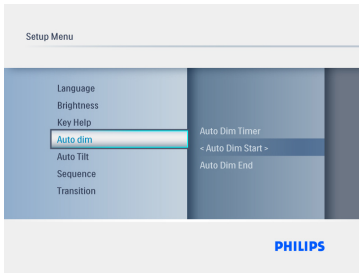 Setup Menu
Language
Brightness
Key Help
Auto dim
Auto Tilt
Sequence
Transition
Auto Dim Timer
< Auto Dim Start >
Auto Dim End
PHILIPS